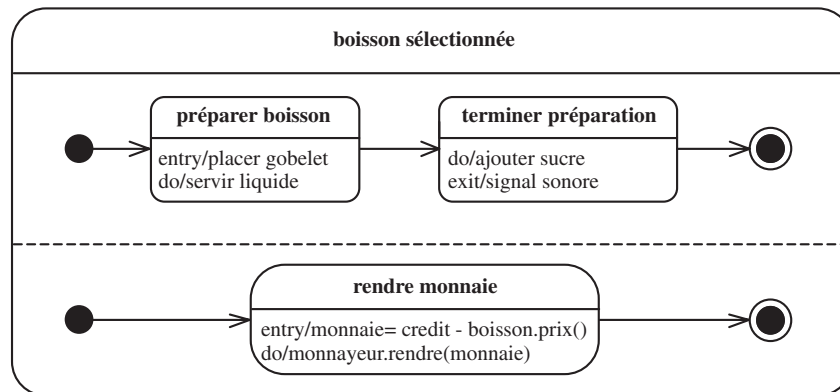 boisson sélectionnée
préparer boisson
entry/placer gobelet
do/servir liquide
terminer préparation
do/ajouter sucre
exit/signal sonore
rendre monnaie
entry/monnaie= credit - boisson.prix()
do/monnayeur.rendre(monnaie)